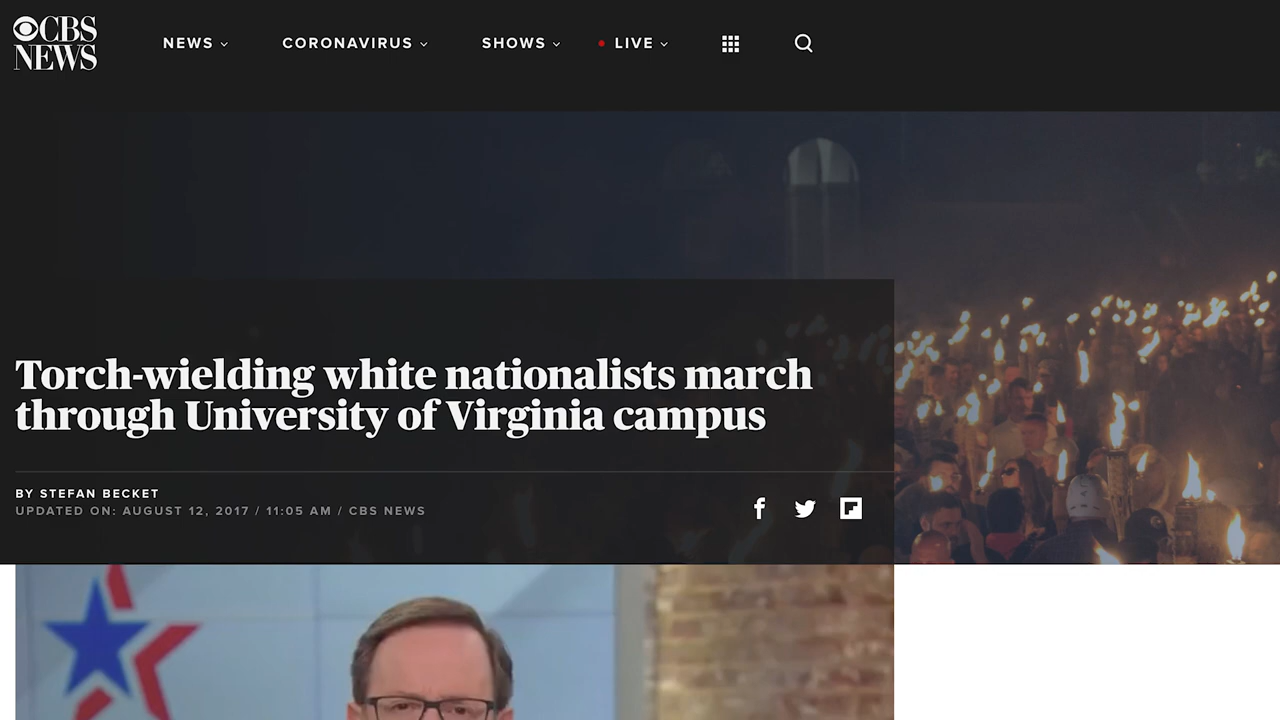 CBS
NEWS
NEWS
CORONAVIRUS
SHOWS
LIVE
Torch-wielding white nationalists march
through University of Virginia campus
BY STEFAN BECKET
UPDATED ON: AUGUST 12, 2017 / 11:05 AM / CBS NEWS